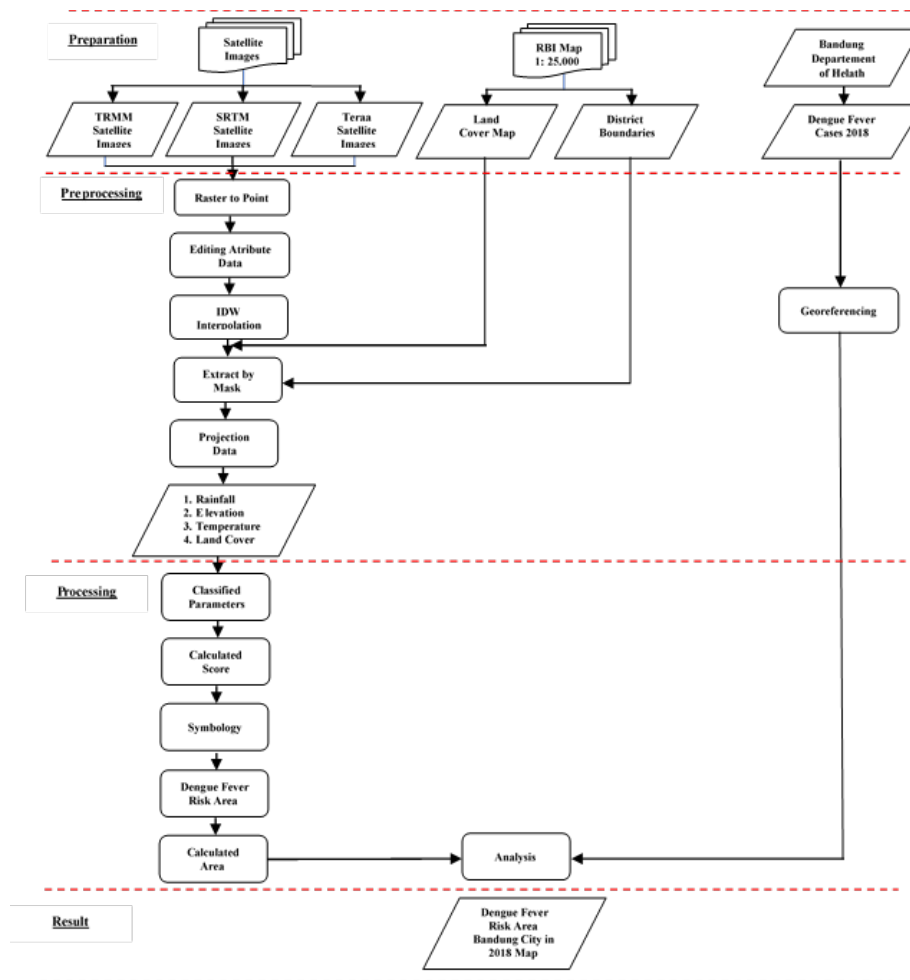 Preparation
Satellite
Images
RBI Map
1: 25.000
Bandung
Departement
of Helath
TRMM
Satellite
Images
SRTM
Satellite
Images
Teraa
Satellite
Images
Land
Cover Map
District
Boundaries
Dengue Fever
Cases 2018
Preprocessing
Raster to Point
Editing Atribute
Data
IDW
Interpolation
Georeferencing
Extract by
Mask
Projection
Data
1. Rainfall
2. Elevation
3. Temperature
4. Land Cover
Processing
Classified
Parameters
Calculated
Score
Symbology
Dengue Fever
Risk Area
Calculated
Area
Analysis
Result
Dengue Fever
Risk Area
Bandung City in
2018 Map